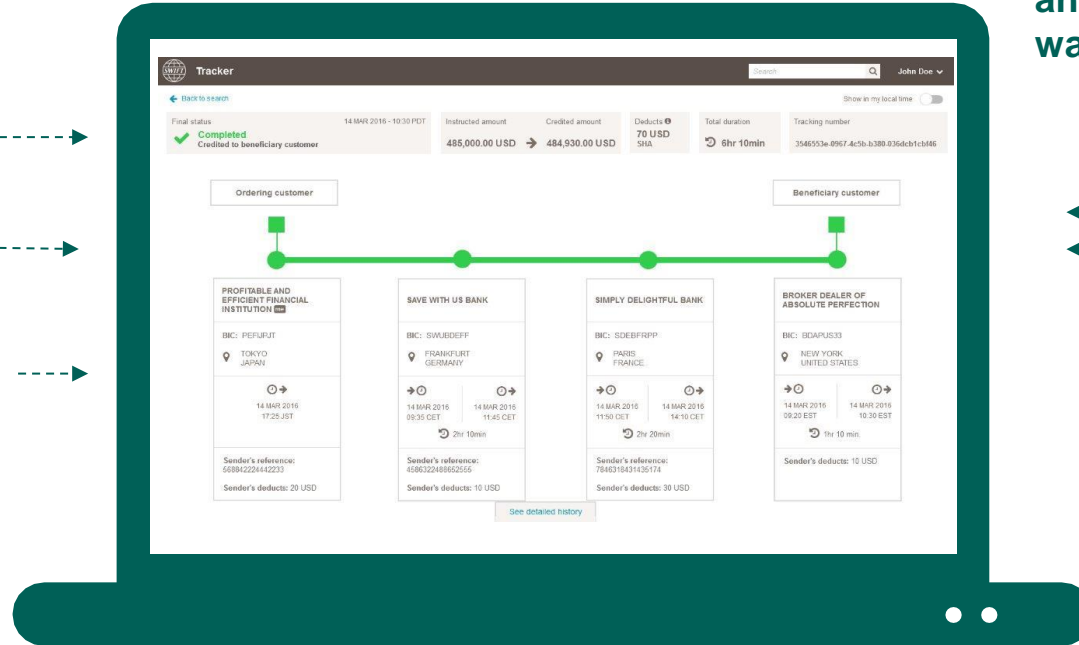 an
wa
SWIFT Tracker
Search
John Doe
Back to search
Show in my local time
Final status
14 MAR 2016 - 10:30 PDT
Completed
Credited to beneficiary customer
Instructed amount
485,000.00 USD
Credited amount
484,930.00 USD
Deducts
70 USD
SHA
Total duration
6hr 10min
Tracking number
3546553e-0967-4c5b-b380-036dcb1cbf46
Ordering customer
Beneficiary customer
PROFITABLE AND
EFFICIENT FINANCIAL
INSTITUTION
BIC: PEFIJPJT
TOKYO
JAPAN
14 MAR 2016
17:25 JST
Sender's reference:
568842224442233
Sender's deducts: 20 USD
SAVE WITH US BANK
BIC: SWUBDEFF
FRANKFURT
GERMANY
14 MAR 2016
09:35 CET
14 MAR 2016
11:45 CET
2hr 10min
Sender's reference:
4586322488652555
Sender's deducts: 10 USD
SIMPLY DELIGHTFUL BANK
BIC: SDEBFRPP
PARIS
FRANCE
14 MAR 2016
11:50 CET
14 MAR 2016
14:10 CET
2hr 20min
Sender's reference:
7846318431435174
Sender's deducts: 30 USD
BROKER DEALER OF
ABSOLUTE PERFECTION
BIC: BDAPUS33
NEW YORK
UNITED STATES
14 MAR 2016
09:20 EST
14 MAR 2016
10:30 EST
1hr 10 min
Sender's deducts: 10 USD
See detailed history